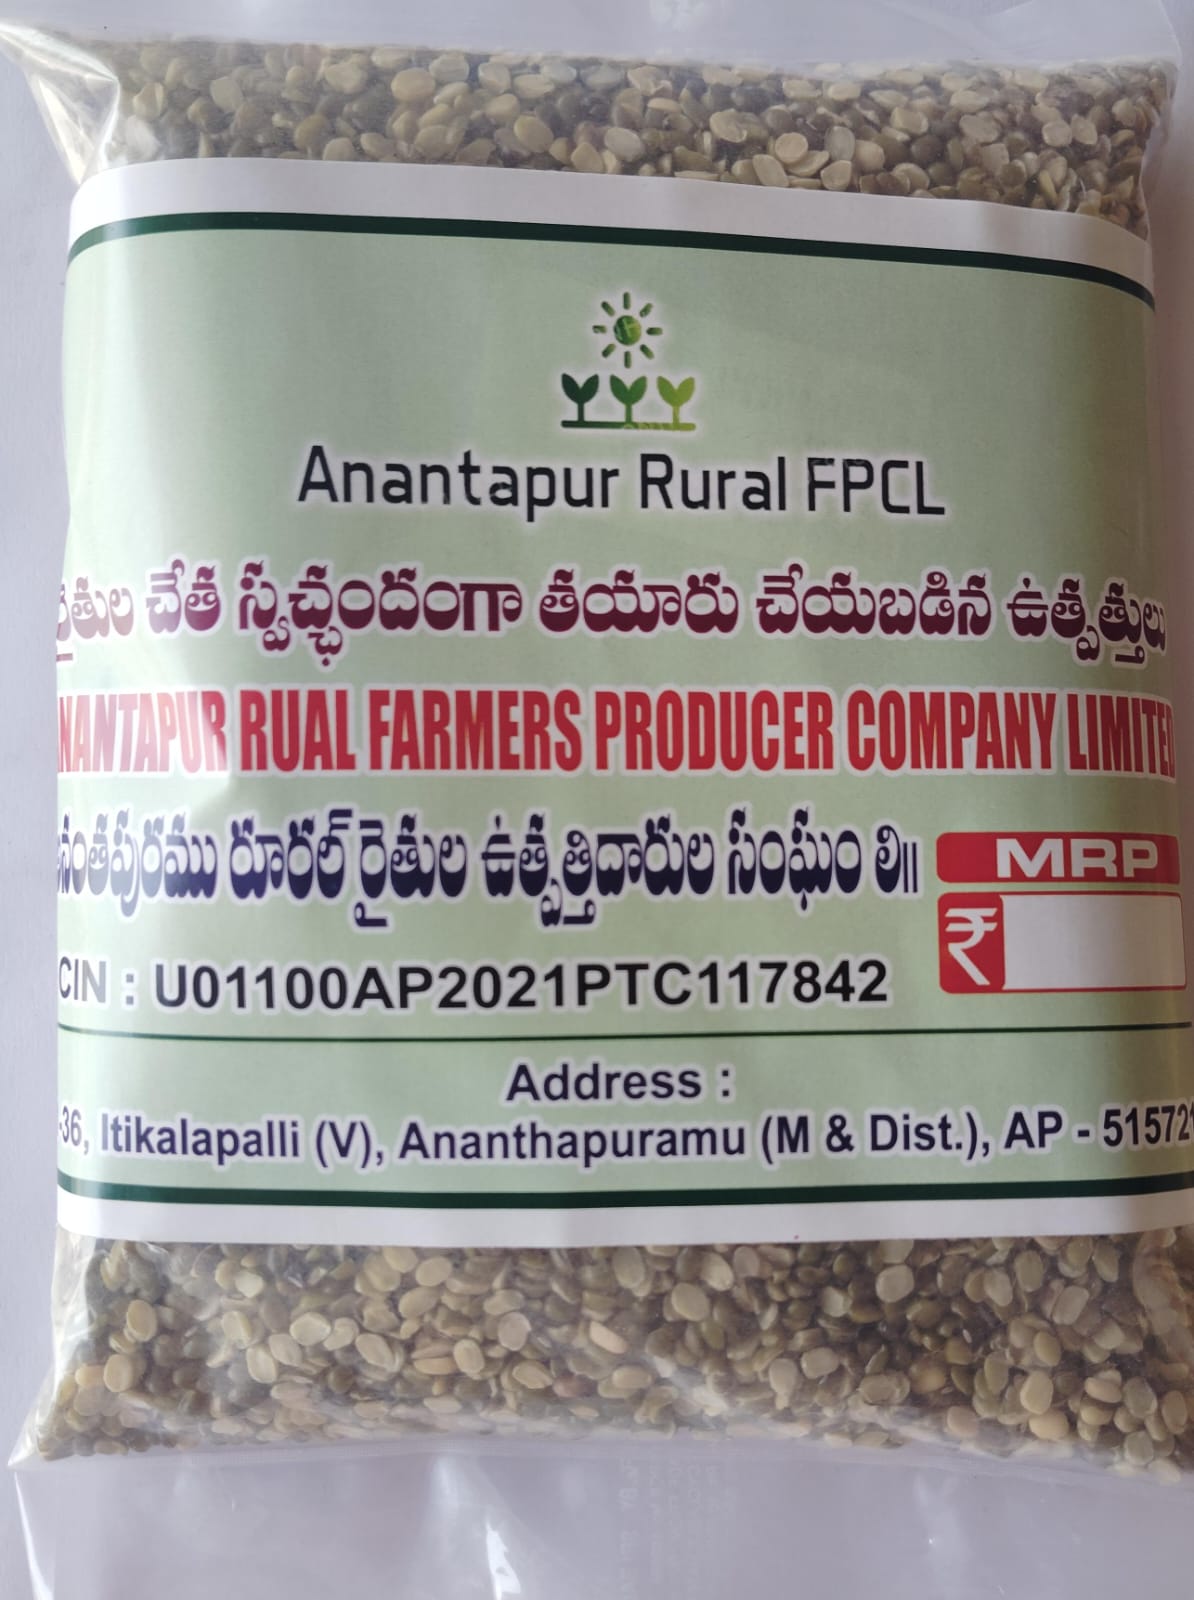 Anantapur Rural FPCL
రైతుల చేత స్వచ్ఛందంగా తయారు చేయబడిన ఉత్పత్తులు
NANTAPUR RUAL FARMERS PRODUCER COMPANY LIMITED
అనంతపురము రూరల్ రైతుల ఉత్పత్తిదారుల సంఘం లి॥
MRP
₹
CIN : U01100AP2021PTC117842
Address :
-36, Itikalapalli (V), Ananthapuramu (M & Dist.), AP - 51572